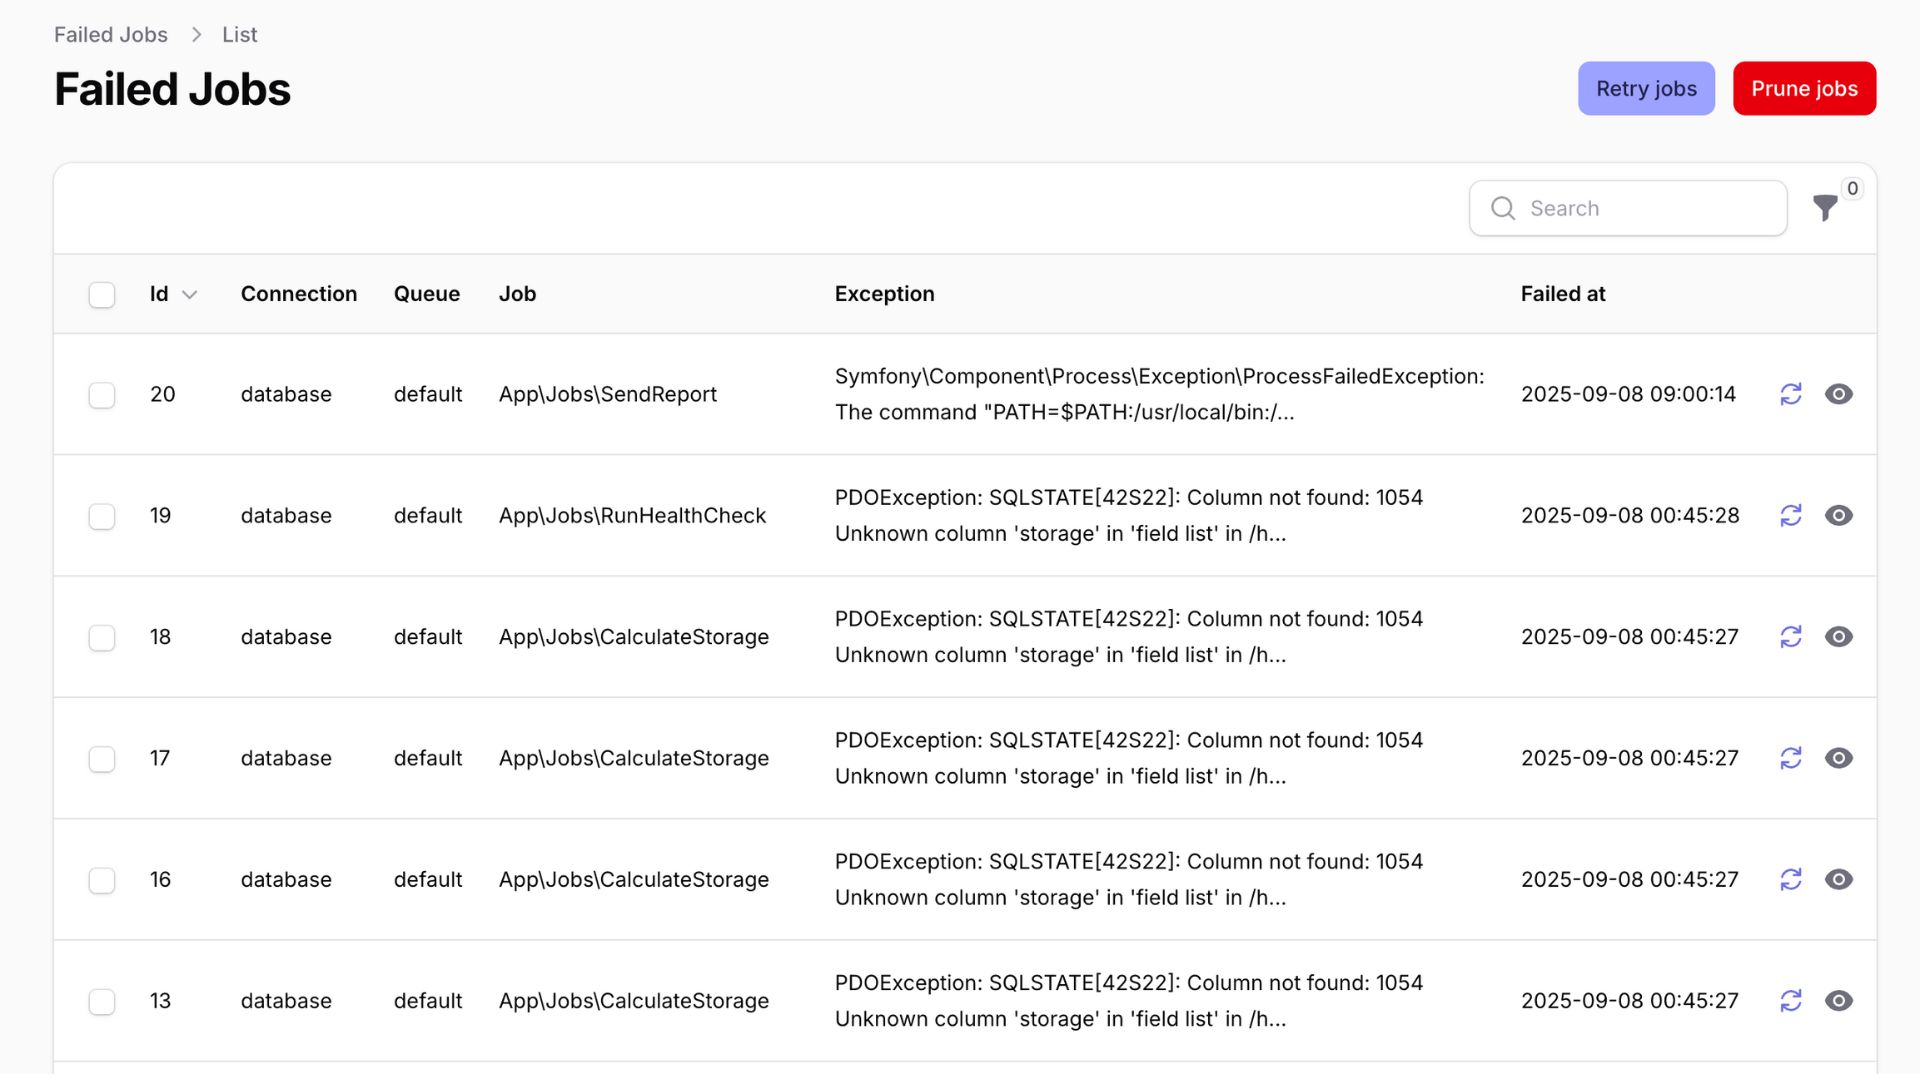 Failed Jobs > List
Failed Jobs
Retry jobs
Prune jobs
Search
0
Id Connection Queue Job Exception Failed at
20 database default App\Jobs\SendReport Symfony\Component\Process\Exception\ProcessFailedException: 2025-09-08 09:00:14
The command "PATH=$PATH:/usr/local/bin:/...
19 database default App\Jobs\RunHealthCheck PDOException: SQLSTATE[42S22]: Column not found: 1054 2025-09-08 00:45:28
Unknown column 'storage' in 'field list' in /h...
18 database default App\Jobs\CalculateStorage PDOException: SQLSTATE[42S22]: Column not found: 1054 2025-09-08 00:45:27
Unknown column 'storage' in 'field list' in /h...
17 database default App\Jobs\CalculateStorage PDOException: SQLSTATE[42S22]: Column not found: 1054 2025-09-08 00:45:27
Unknown column 'storage' in 'field list' in /h...
16 database default App\Jobs\CalculateStorage PDOException: SQLSTATE[42S22]: Column not found: 1054 2025-09-08 00:45:27
Unknown column 'storage' in 'field list' in /h...
13 database default App\Jobs\CalculateStorage PDOException: SQLSTATE[42S22]: Column not found: 1054 2025-09-08 00:45:27
Unknown column 'storage' in 'field list' in /h...